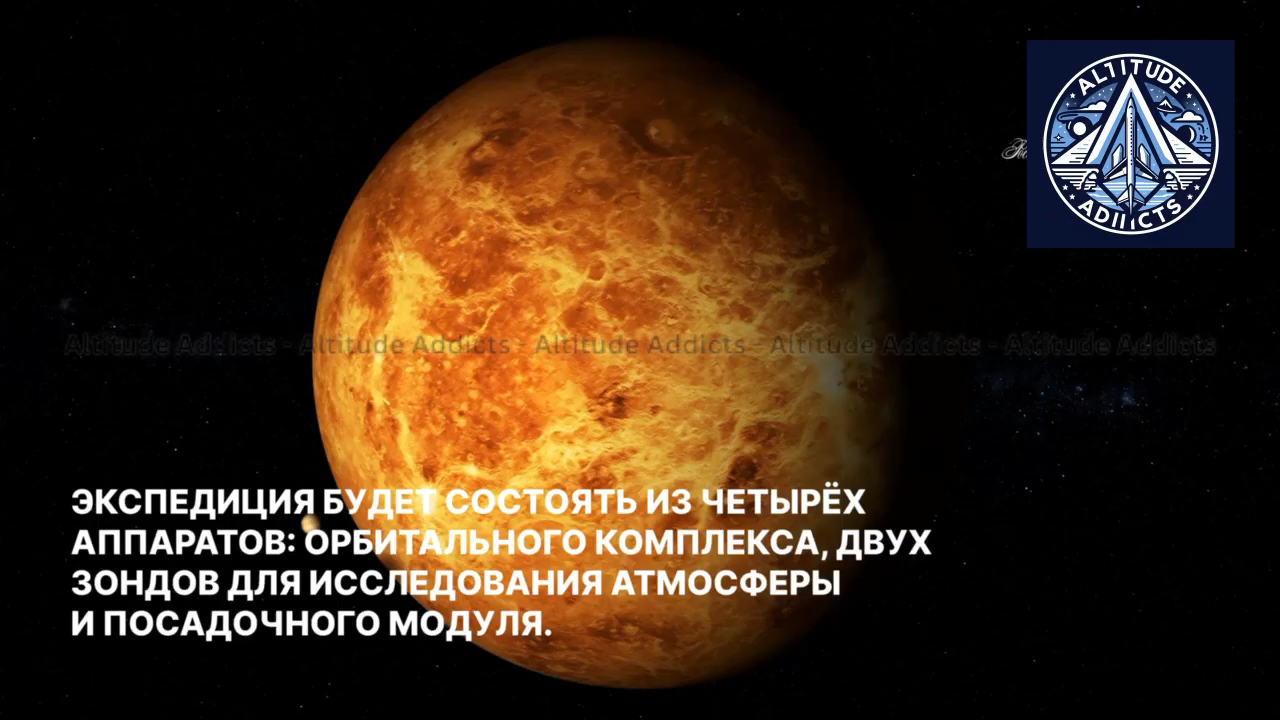 ALTITUDE
ADDICTS
Altitude Addicts - Altitude Addicts - Altitude Addicts - Altitude Addicts - Altitude Addicts
ЭКСПЕДИЦИЯ БУДЕТ СОСТОЯТЬ ИЗ ЧЕТЫРЁХ
АППАРАТОВ: ОРБИТАЛЬНОГО КОМПЛЕКСА, ДВУХ
ЗОНДОВ ДЛЯ ИССЛЕДОВАНИЯ АТМОСФЕРЫ
И ПОСАДОЧНОГО МОДУЛЯ.